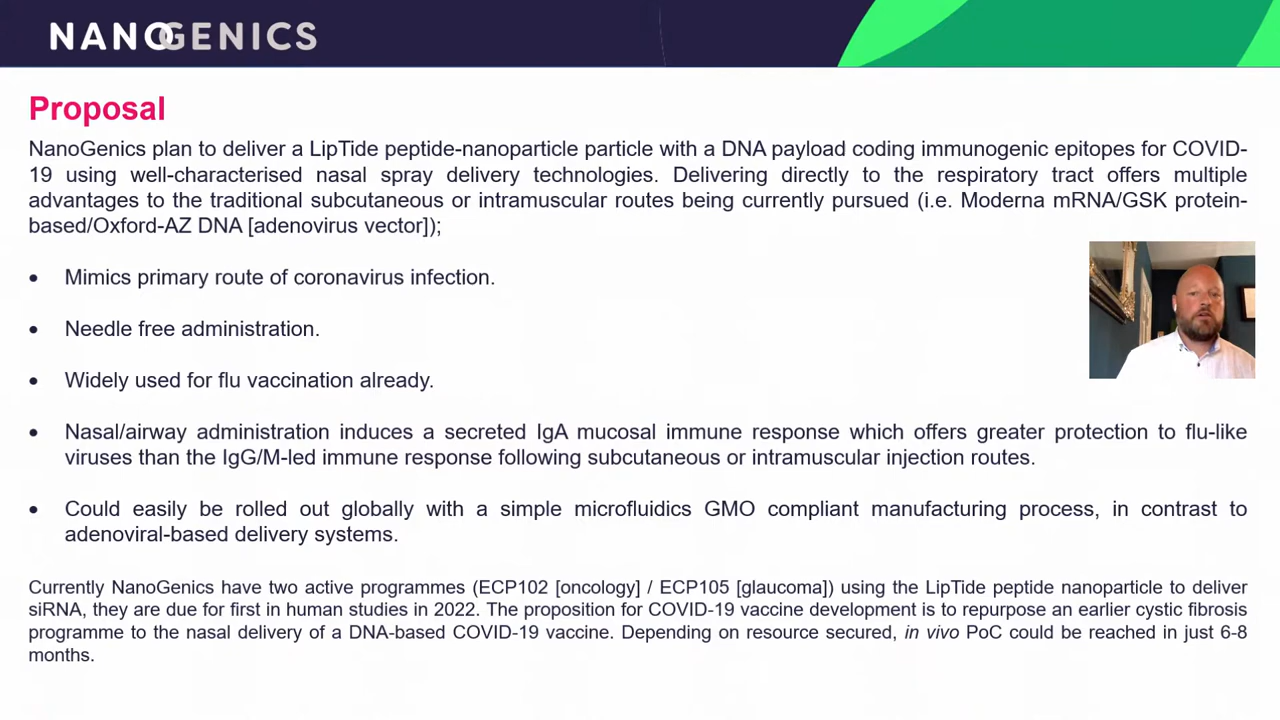 NANOGENICS
Proposal
NanoGenics plan to deliver a LipTide peptide-nanoparticle particle with a DNA payload coding immunogenic epitopes for COVID-
19 using well-characterised nasal spray delivery technologies. Delivering directly to the respiratory tract offers multiple
advantages to the traditional subcutaneous or intramuscular routes being currently pursued (i.e. Moderna mRNA/GSK protein-
based/Oxford-AZ DNA [adenovirus vector]);
• Mimics primary route of coronavirus infection.
• Needle free administration.
• Widely used for flu vaccination already.
• Nasal/airway administration induces a secreted IgA mucosal immune response which offers greater protection to flu-like
viruses than the IgG/M-led immune response following subcutaneous or intramuscular injection routes.
• Could easily be rolled out globally with a simple microfluidics GMO compliant manufacturing process, in contrast to
adenoviral-based delivery systems.
Currently NanoGenics have two active programmes (ECP102 [oncology] / ECP105 [glaucoma]) using the LipTide peptide nanoparticle to deliver
siRNA, they are due for first in human studies in 2022. The proposition for COVID-19 vaccine development is to repurpose an earlier cystic fibrosis
programme to the nasal delivery of a DNA-based COVID-19 vaccine. Depending on resource secured, in vivo PoC could be reached in just 6-8
months.